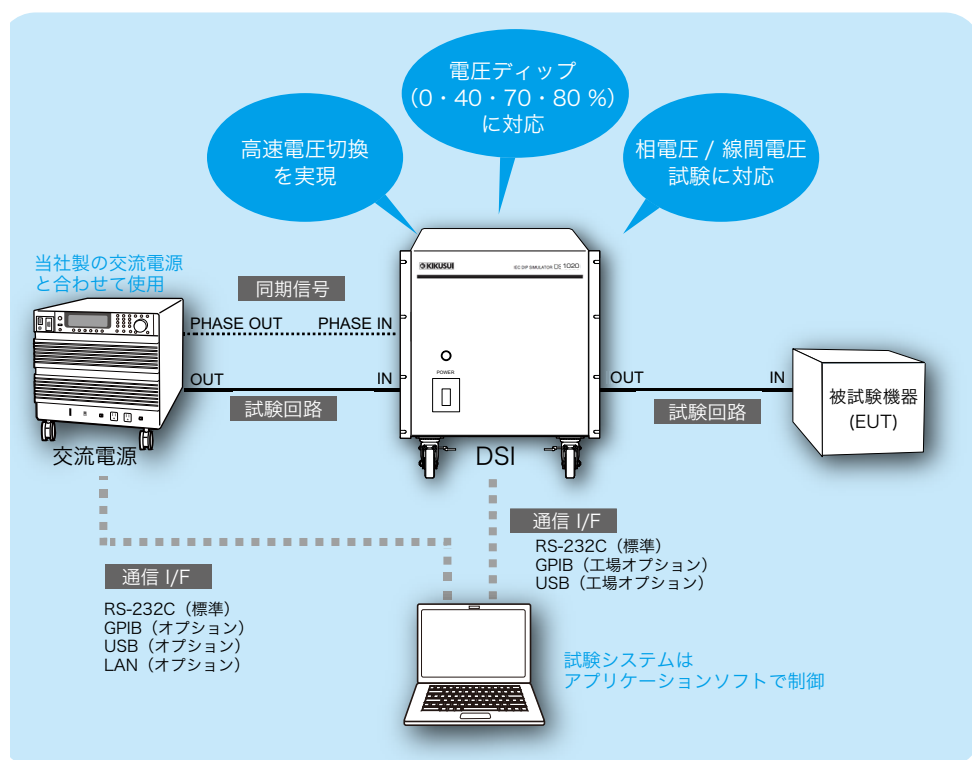 電圧ディップ
（0・40・70・80 %）
に対応
高速電圧切換
を実現
相電圧 / 線間電圧
試験に対応
当社製の交流電源
と合わせて使用
同期信号
PHASE OUT
PHASE IN
KIKUSUI
IEC DIP SIMULATOR DSI 1020
POWER
OUT
IN
試験回路
OUT
IN
試験回路
被試験機器
(EUT)
交流電源
DSI
通信 I/F
RS-232C（標準）
GPIB（工場オプション）
USB（工場オプション）
通信 I/F
RS-232C（標準）
GPIB（オプション）
USB（オプション）
LAN（オプション）
試験システムは
アプリケーションソフトで制御